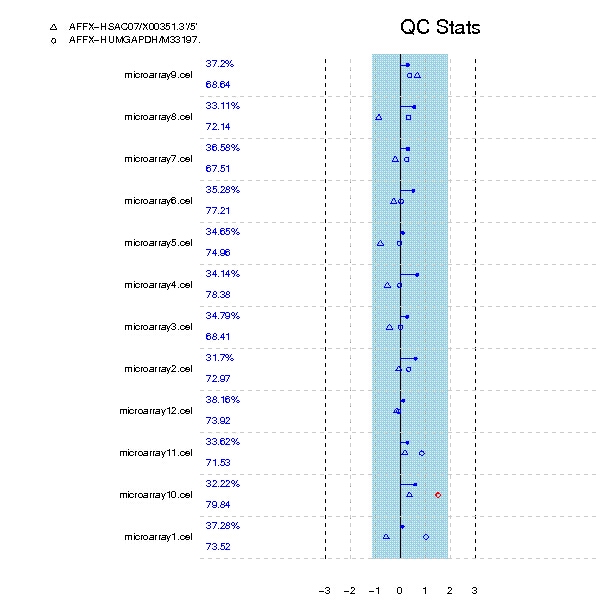 QC Stats
AFFX-HSAC07/X00351.3'/5'
AFFX-HUMGAPDH/M33197.
37.2%
microarray9.cel
68.64
33.11%
microarray8.cel
72.14
36.58%
microarray7.cel
67.51
35.28%
microarray6.cel
77.21
34.65%
microarray5.cel
74.96
34.14%
microarray4.cel
78.38
34.79%
microarray3.cel
68.41
31.7%
microarray2.cel
72.97
38.16%
microarray12.cel
73.92
33.62%
microarray11.cel
71.53
32.22%
microarray10.cel
79.84
37.28%
microarray1.cel
73.52
-3 -2 -1 0 1 2 3